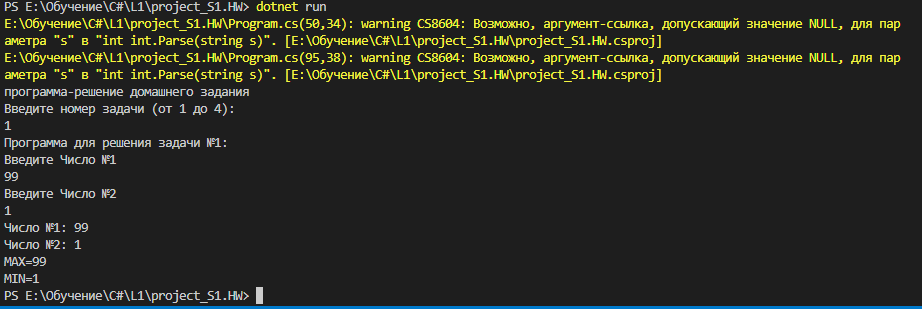 PS E:\Обучение\C#\L1\project_S1.HW> dotnet run
E:\Обучение\C#\L1\project_S1.HW\Program.cs(50,34): warning CS8604: Возможно, аргумент-ссылка, допускающий значение NULL, для пар
аметра "s" в "int int.Parse(string s)". [E:\Обучение\C#\L1\project_S1.HW\project_S1.HW.csproj]
E:\Обучение\C#\L1\project_S1.HW\Program.cs(95,38): warning CS8604: Возможно, аргумент-ссылка, допускающий значение NULL, для пар
аметра "s" в "int int.Parse(string s)". [E:\Обучение\C#\L1\project_S1.HW\project_S1.HW.csproj]
программа-решение домашнего задания
Введите номер задачи (от 1 до 4):
1
Программа для решения задачи №1:
Введите Число №1
99
Введите Число №2
1
Число №1: 99
Число №2: 1
MAX=99
MIN=1
PS E:\Обучение\C#\L1\project_S1.HW>